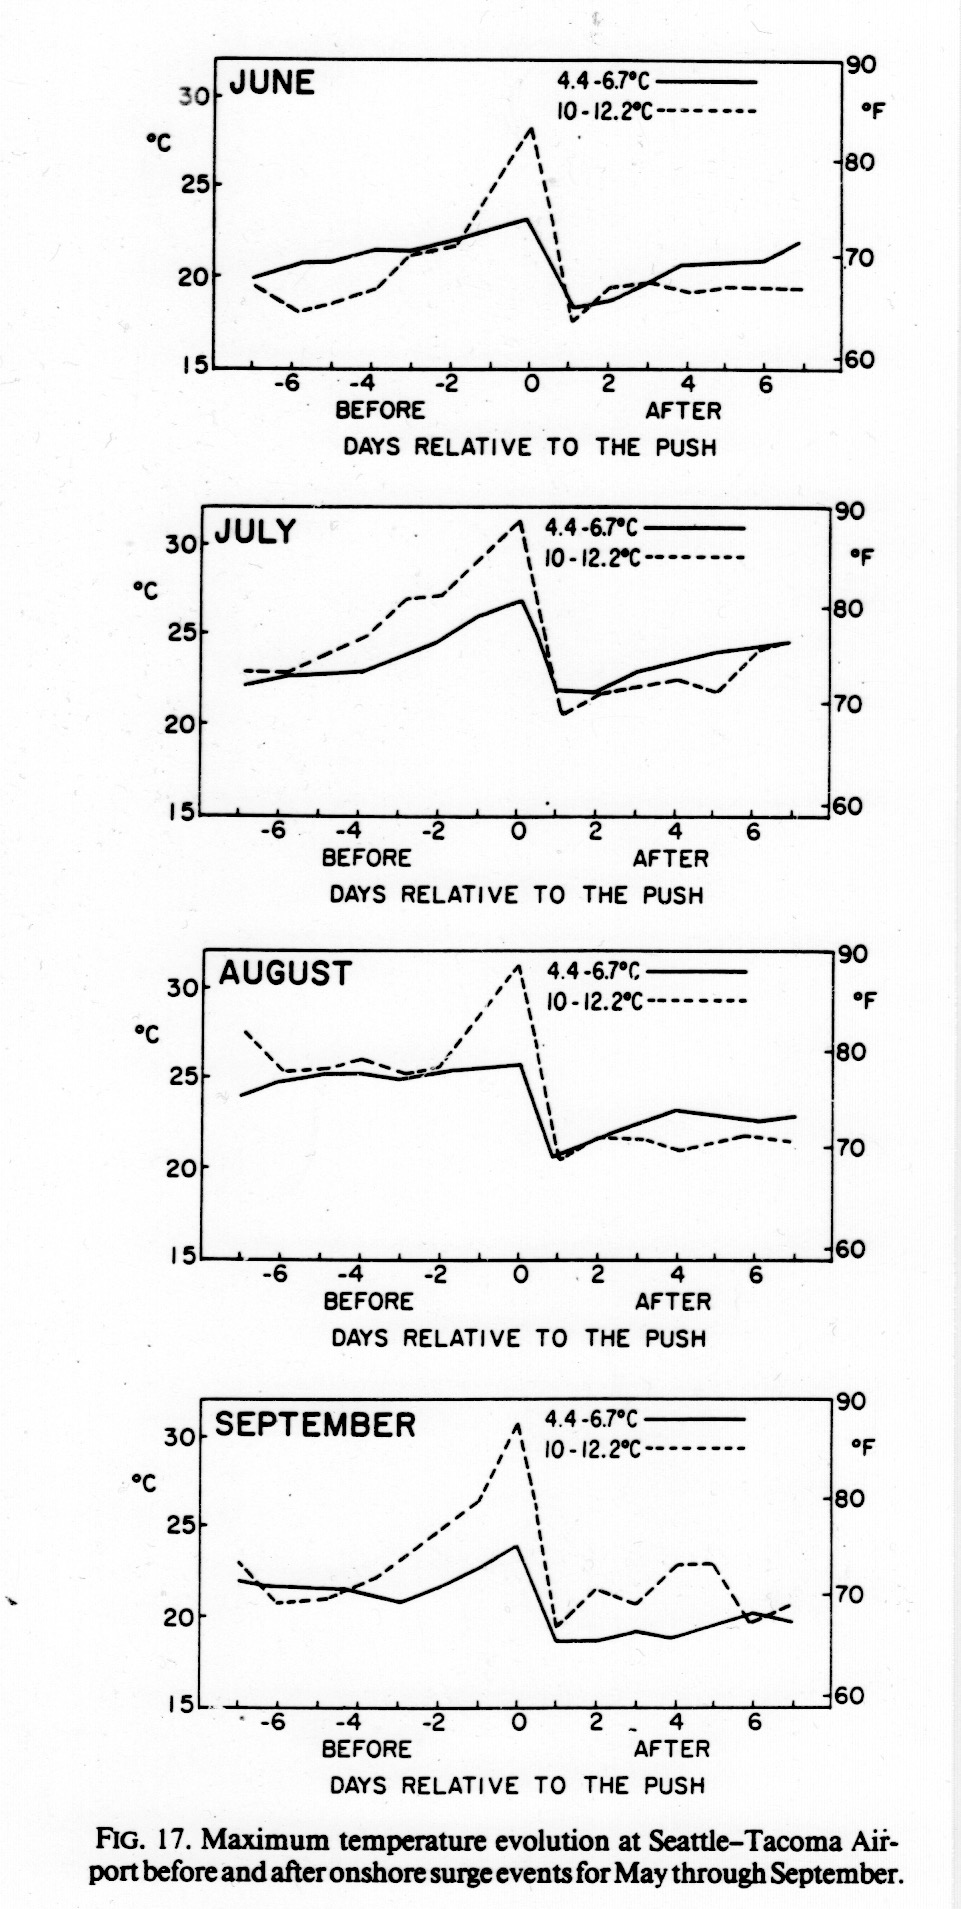 JUNE
4.4-6.7°C
10-12.2°C
90
30
°F
°C
80
25
70
20
15
60
-6 -4 -2 0 2 4 6
BEFORE AFTER
DAYS RELATIVE TO THE PUSH
JULY
4.4-6.7°C
10-12.2°C
90
30
°F
°C
80
25
70
20
15
60
-6 -4 -2 0 2 4 6
BEFORE AFTER
DAYS RELATIVE TO THE PUSH
AUGUST
4.4-6.7°C
10-12.2°C
90
30
°F
°C
80
25
70
20
15
60
-6 -4 -2 0 2 4 6
BEFORE AFTER
DAYS RELATIVE TO THE PUSH
SEPTEMBER
4.4-6.7°C
10-12.2°C
90
30
°F
°C
80
25
70
20
15
60
-6 -4 -2 0 2 4 6
BEFORE AFTER
DAYS RELATIVE TO THE PUSH
FIG. 17. Maximum temperature evolution at Seattle–Tacoma Air-
port before and after onshore surge events for May through September.